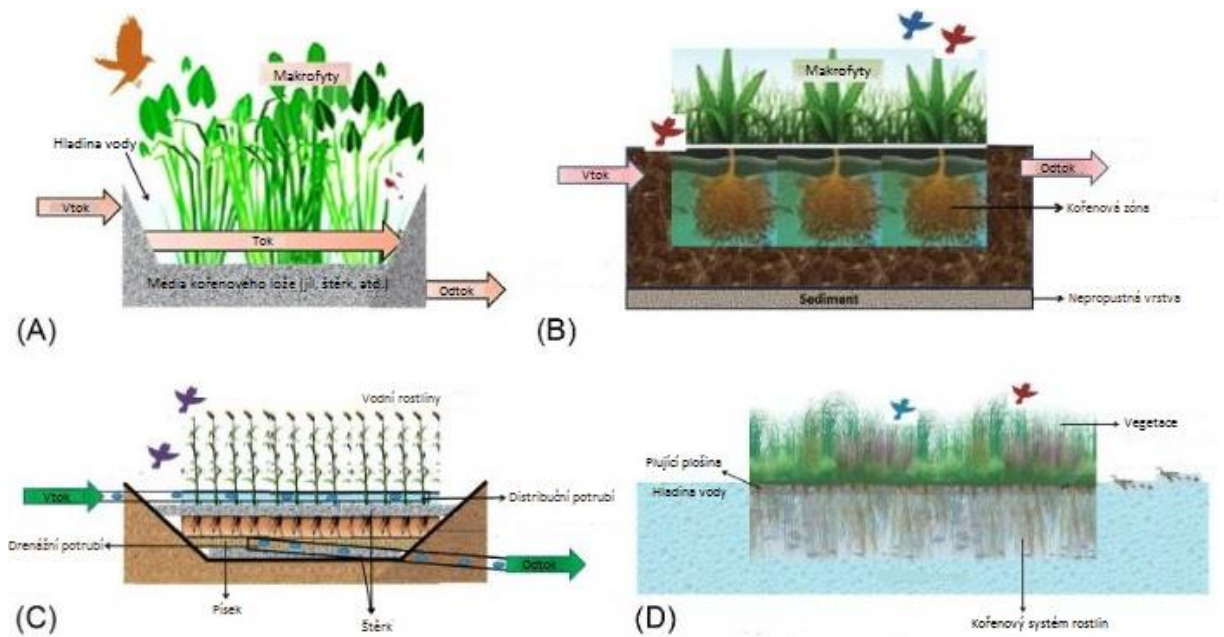 Makrofyty
Hladina vody
Vtok
Tok
Média kořenového lože (jíl, štěrk, atd.)
Odtok
(A)
Makrofyty
Vtok
Odtok
Kořenová zóna
Sediment
Nepropustná vrstva
(B)
Vodní rostliny
Vtok
Distribuční potrubí
Drenážní potrubí
Odtok
Písek
Štěrk
(C)
Vegetace
Plující plošina
Hladina vody
Kořenový systém rostlin
(D)